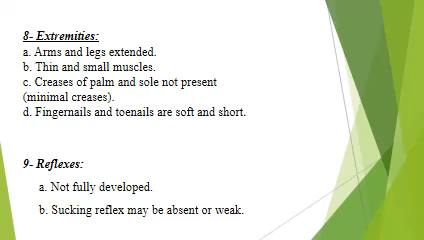 8- Extremities:
a. Arms and legs extended.
b. Thin and small muscles.
c. Creases of palm and sole not present
(minimal creases).
d. Fingernails and toenails are soft and short.
9- Reflexes:
a. Not fully developed.
b. Sucking reflex may be absent or weak.